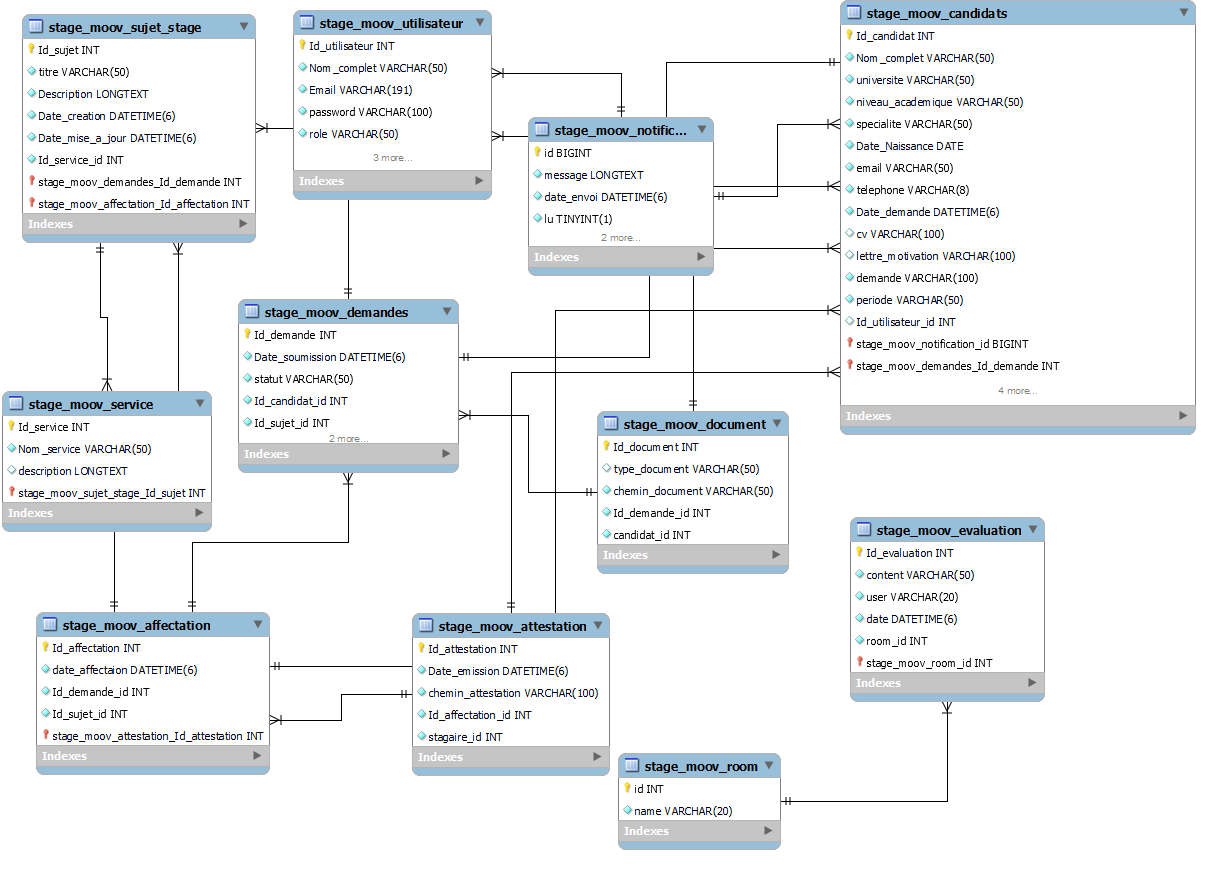 stage_moov_sujet_stage
Id_sujet INT
titre VARCHAR(50)
Description LONGTEXT
Date_creation DATETIME(6)
Date_mise_a_jour DATETIME(6)
Id_service_id INT
stage_moov_demandes_Id_demande INT
stage_moov_affectation_Id_affectation INT
Indexes
stage_moov_utilisateur
Id_utilisateur INT
Nom_complet VARCHAR(50)
Email VARCHAR(191)
password VARCHAR(100)
role VARCHAR(50)
3 more...
Indexes
stage_moov_notific...
id BIGINT
message LONGTEXT
date_envoi DATETIME(6)
lu TINYINT(1)
2 more...
Indexes
stage_moov_candidats
Id_candidat INT
Nom_complet VARCHAR(50)
universite VARCHAR(50)
niveau_academique VARCHAR(50)
specialite VARCHAR(50)
Date_Naissance DATE
email VARCHAR(50)
telephone VARCHAR(8)
Date_demande DATETIME(6)
cv VARCHAR(100)
lettre_motivation VARCHAR(100)
demande VARCHAR(100)
periode VARCHAR(50)
Id_utilisateur_id INT
stage_moov_notification_id BIGINT
stage_moov_demandes_Id_demande INT
4 more...
Indexes
stage_moov_service
Id_service INT
Nom_service VARCHAR(50)
description LONGTEXT
stage_moov_sujet_stage_Id_sujet INT
Indexes
stage_moov_demandes
Id_demande INT
Date_soumission DATETIME(6)
statut VARCHAR(50)
Id_candidat_id INT
Id_sujet_id INT
2 more...
Indexes
stage_moov_document
Id_document INT
type_document VARCHAR(50)
chemin_document VARCHAR(50)
Id_demande_id INT
candidat_id INT
Indexes
stage_moov_evaluation
Id_evaluation INT
content VARCHAR(50)
user VARCHAR(20)
date DATETIME(6)
room_id INT
stage_moov_room_id INT
Indexes
stage_moov_affectation
Id_affectation INT
date_affectaion DATETIME(6)
Id_demande_id INT
Id_sujet_id INT
stage_moov_attestation_Id_attestation INT
Indexes
stage_moov_attestation
Id_attestation INT
Date_emission DATETIME(6)
chemin_attestation VARCHAR(100)
Id_affectation_id INT
stagaire_id INT
Indexes
stage_moov_room
id INT
name VARCHAR(20)
Indexes